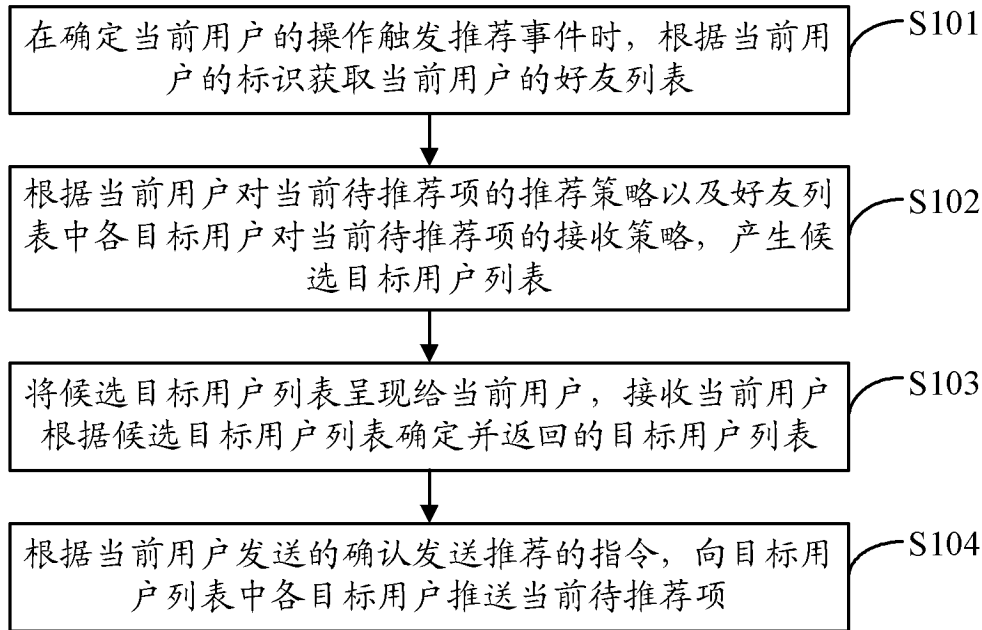 在确定当前用户的操作触发推荐事件时，根据当前用
户的标识获取当前用户的好友列表
S101
根据当前用户对当前待推荐项的推荐策略以及好友列
表中各目标用户对当前待推荐项的接收策略，产生候
选目标用户列表
S102
将候选目标用户列表呈现给当前用户，接收当前用户
根据候选目标用户列表确定并返回的目标用户列表
S103
根据当前用户发送的确认发送推荐的指令，向目标用
户列表中各目标用户推送当前待推荐项
S104